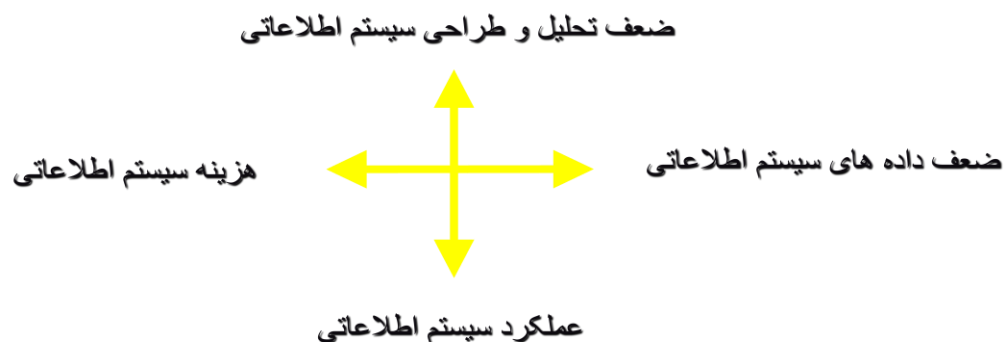 ضعف تحلیل و طراحی سیستم اطلاعاتی
ضعف داده های سیستم اطلاعاتی
هزینه سیستم اطلاعاتی
عملکرد سیستم اطلاعاتی